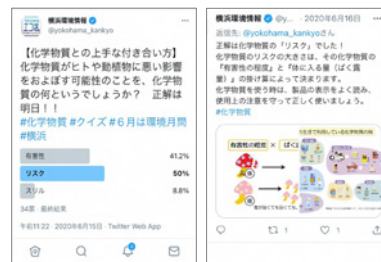 横浜環境情報
@yokohama_kankyo
【化学物質との上手な付き合い方】
化学物質がヒトや動植物に悪い影響
をおよぼす可能性のことを、化学物
質の何というでしょうか？ 正解は
明日！！
#化学物質 #クイズ #６月は環境月間
#横浜
有害性 41.2%
リスク 50%
スリル 8.8%
34票・最終結果
午前11:22・2020年6月15日・Twitter Web App
横浜環境情報 @y... ・2020年6月16日
返信先: @yokohama_kankyoさん
正解は化学物質の『リスク』でした！
化学物質のリスクの大きさは、その化学物質の
『有害性の程度』と『体に入る量（ばく露
量）』の掛け算によって決まります。
化学物質を使う時は、製品の表示をよく読み、
使用上の注意を守って正しく使いましょう。
#化学物質
有害性の程度 × ばく
1
1